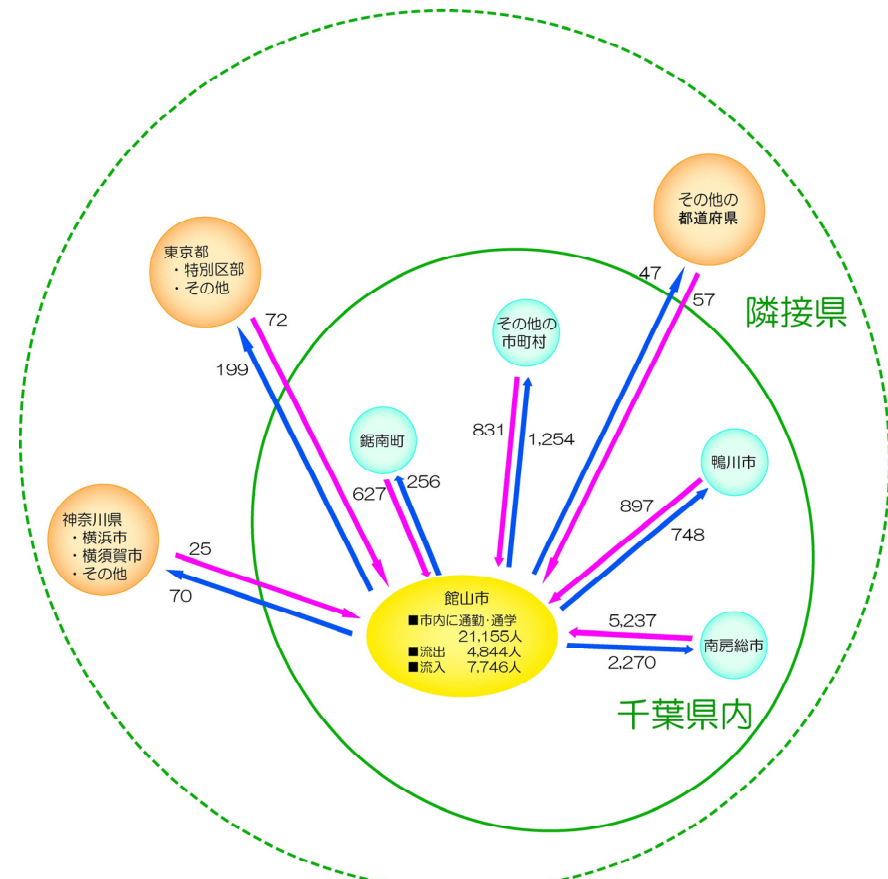 その他の
都道府県
47
57
隣接県
東京都
・特別区部
・その他
72
199
その他の
市町村
831
1,254
鋸南町
627
256
鴨川市
897
748
神奈川県
・横浜市
・横須賀市
・その他
25
70
館山市
■市内に通勤・通学
21,155人
■流出 4,844人
■流入 7,746人
5,237
2,270
南房総市
千葉県内